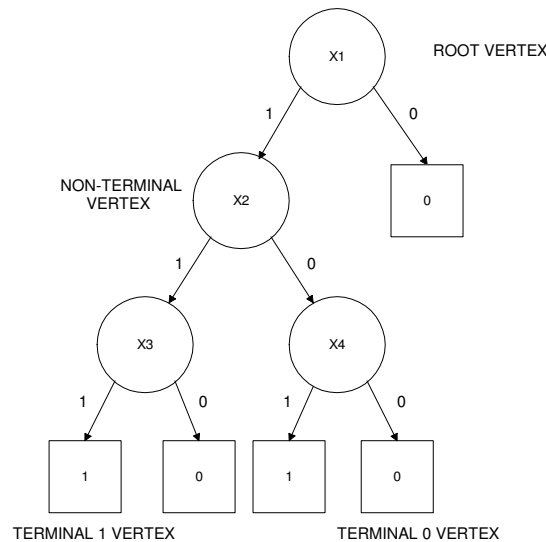 X1
ROOT VERTEX
1
0
NON-TERMINAL
VERTEX
X2
0
1
0
X3
X4
1
0
1
0
1
0
1
0
TERMINAL 1 VERTEX
TERMINAL 0 VERTEX